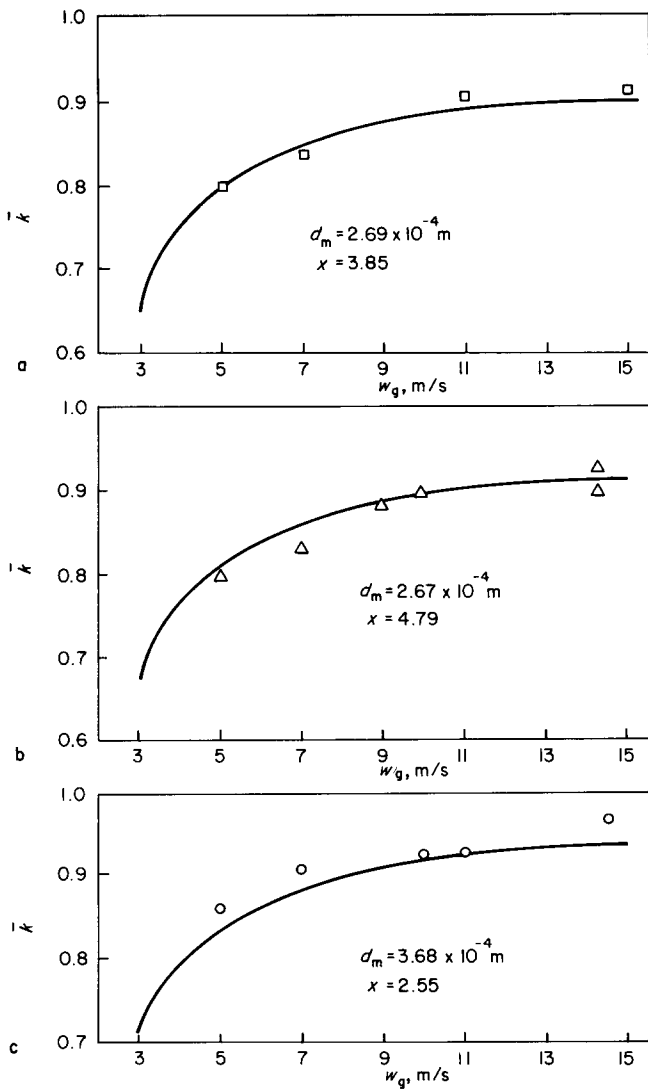 1.0
0.9
0.8
0.7
0.6
k̄
d_m = 2.69 x 10^-4 m
x = 3.85
3 5 7 9 11 13 15
w_g, m/s
a
1.0
0.9
0.8
0.7
0.6
k̄
d_m = 2.67 x 10^-4 m
x = 4.79
3 5 7 9 11 13 15
w_g, m/s
b
1.0
0.9
0.8
0.7
k̄
d_m = 3.68 x 10^-4 m
x = 2.55
3 5 7 9 11 13 15
w_g, m/s
c